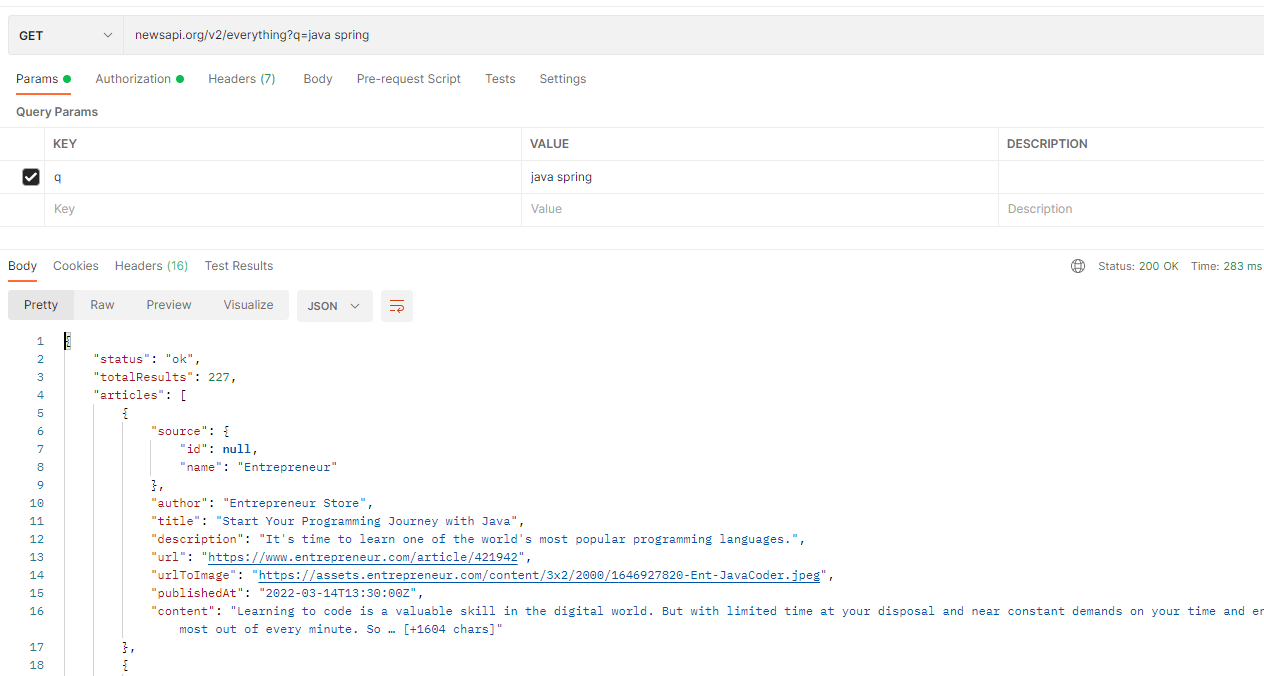 GET newsapi.org/v2/everything?q=java spring
Params Authorization Headers (7) Body Pre-request Script Tests Settings
Query Params
KEY VALUE DESCRIPTION
q java spring
Key Value Description
Body Cookies Headers (16) Test Results Status: 200 OK Time: 283 ms
Pretty Raw Preview Visualize JSON
1 {
2 "status": "ok",
3 "totalResults": 227,
4 "articles": [
5 {
6 "source": {
7 "id": null,
8 "name": "Entrepreneur"
9 },
10 "author": "Entrepreneur Store",
11 "title": "Start Your Programming Journey with Java",
12 "description": "It's time to learn one of the world's most popular programming languages.",
13 "url": "https://www.entrepreneur.com/article/421942",
14 "urlToImage": "https://assets.entrepreneur.com/content/3x2/2000/1646927820-Ent-JavaCoder.jpeg",
15 "publishedAt": "2022-03-14T13:30:00Z",
16 "content": "Learning to code is a valuable skill in the digital world. But with limited time at your disposal and near constant demands on your time and
most out of every minute. So … [+1604 chars]"
17 },
18 {